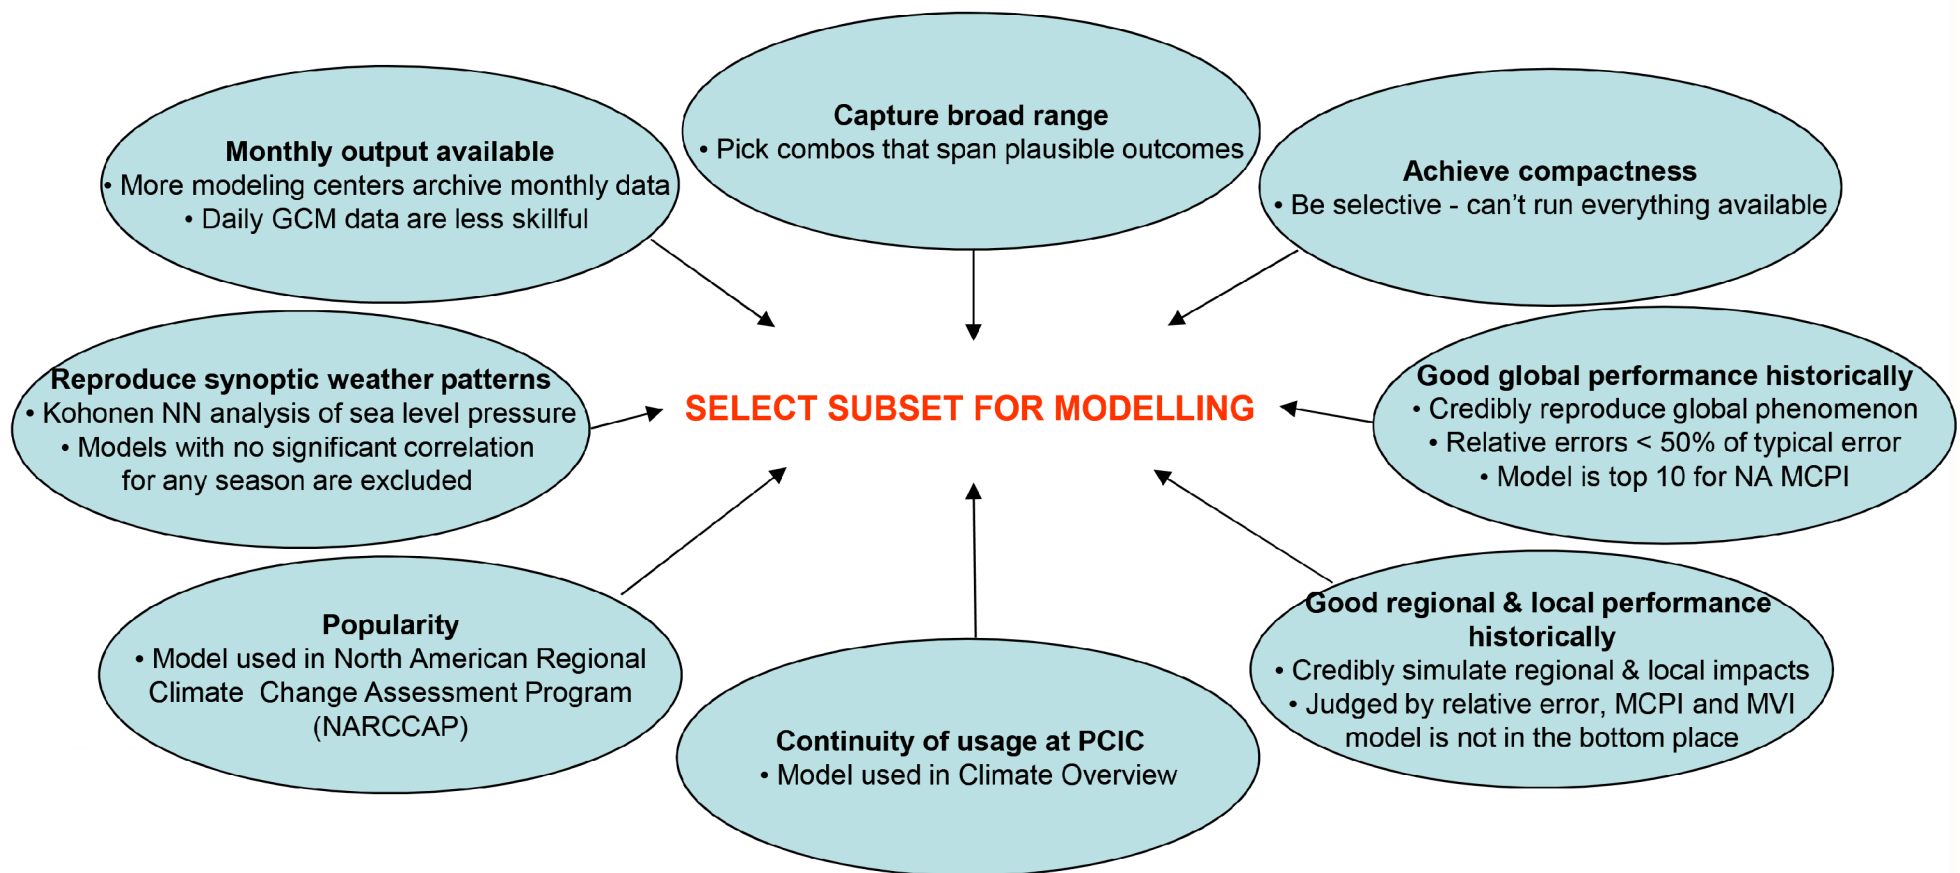 Capture broad range
• Pick combos that span plausible outcomes
Monthly output available
• More modeling centers archive monthly data
• Daily GCM data are less skillful
Achieve compactness
• Be selective - can't run everything available
Reproduce synoptic weather patterns
• Kohonen NN analysis of sea level pressure
• Models with no significant correlation
for any season are excluded
SELECT SUBSET FOR MODELLING
Good global performance historically
• Credibly reproduce global phenomenon
• Relative errors < 50% of typical error
• Model is top 10 for NA MCPI
Popularity
• Model used in North American Regional
Climate Change Assessment Program
(NARCCAP)
Continuity of usage at PCIC
• Model used in Climate Overview
Good regional & local performance
historically
• Credibly simulate regional & local impacts
• Judged by relative error, MCPI and MVI
model is not in the bottom place